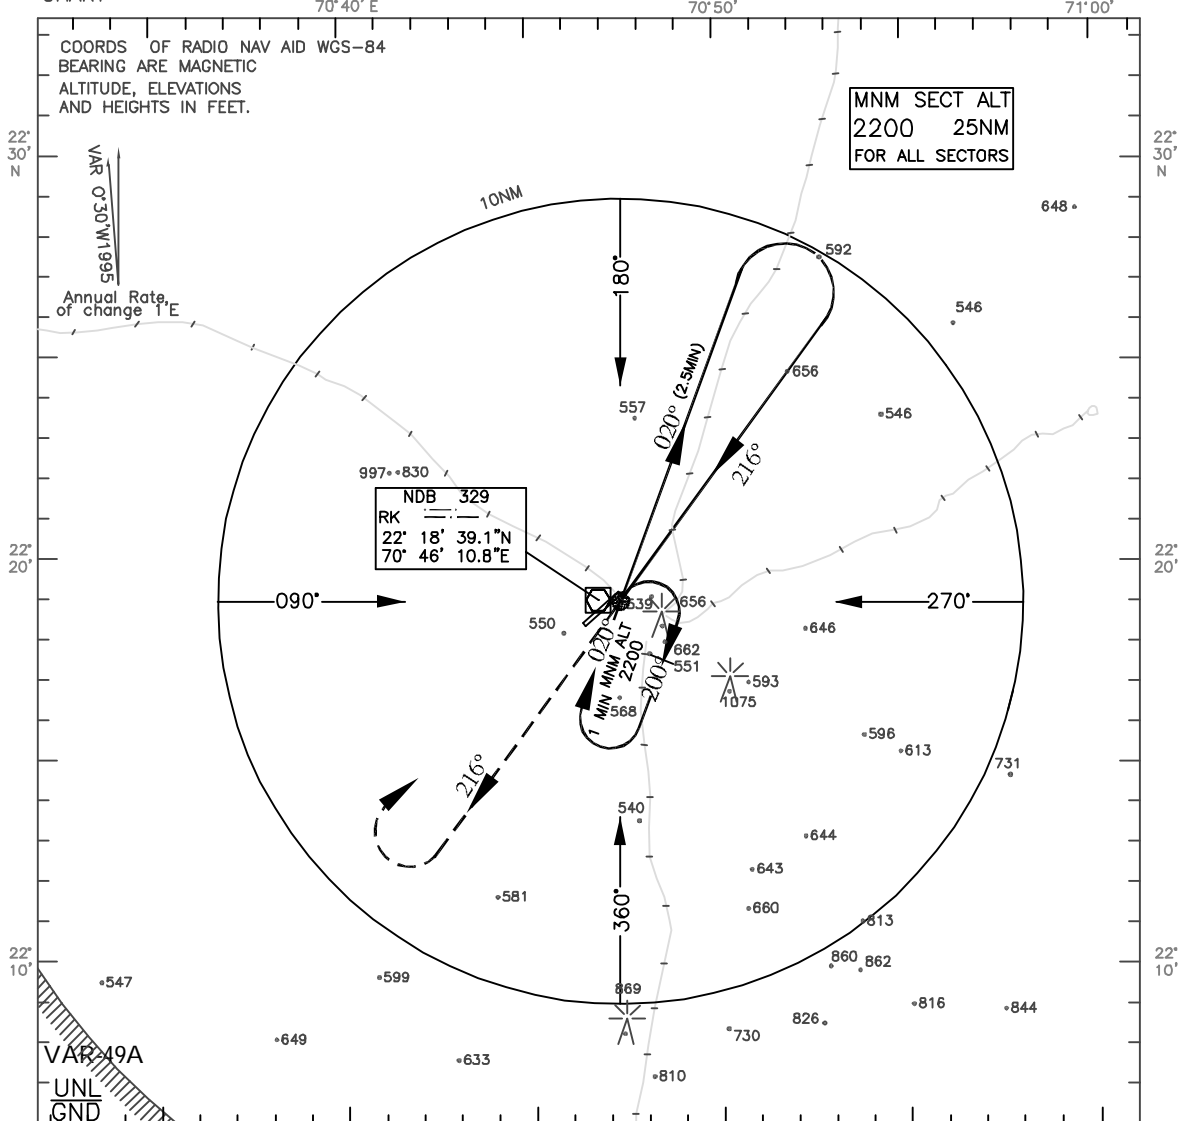 70°40' E
70°50'
71°00'
COORDS OF RADIO NAV AID WGS-84
BEARING ARE MAGNETIC
ALTITUDE, ELEVATIONS
AND HEIGHTS IN FEET.
MNM SECT ALT
2200 25NM
FOR ALL SECTORS
22°
30'
N
22°
30'
N
VAR 0°30'W1995
Annual Rate
of change 1'E
10NM
648
592
180°
546
656
020° (2.5MIN)
557
546
216°
997
830
NDB 329
RK
22° 18' 39.1"N
70° 46' 10.8"E
22°
20'
22°
20'
090°
270°
539
656
550
646
020°
1 MIN MNM ALT
2200
200°
662
551
593
568
1075
596
613
731
216°
540
644
643
581
660
360°
813
22°
10'
22°
10'
860
862
547
599
869
816
844
826
730
649
633
810
VAR-49A
UNL
GND